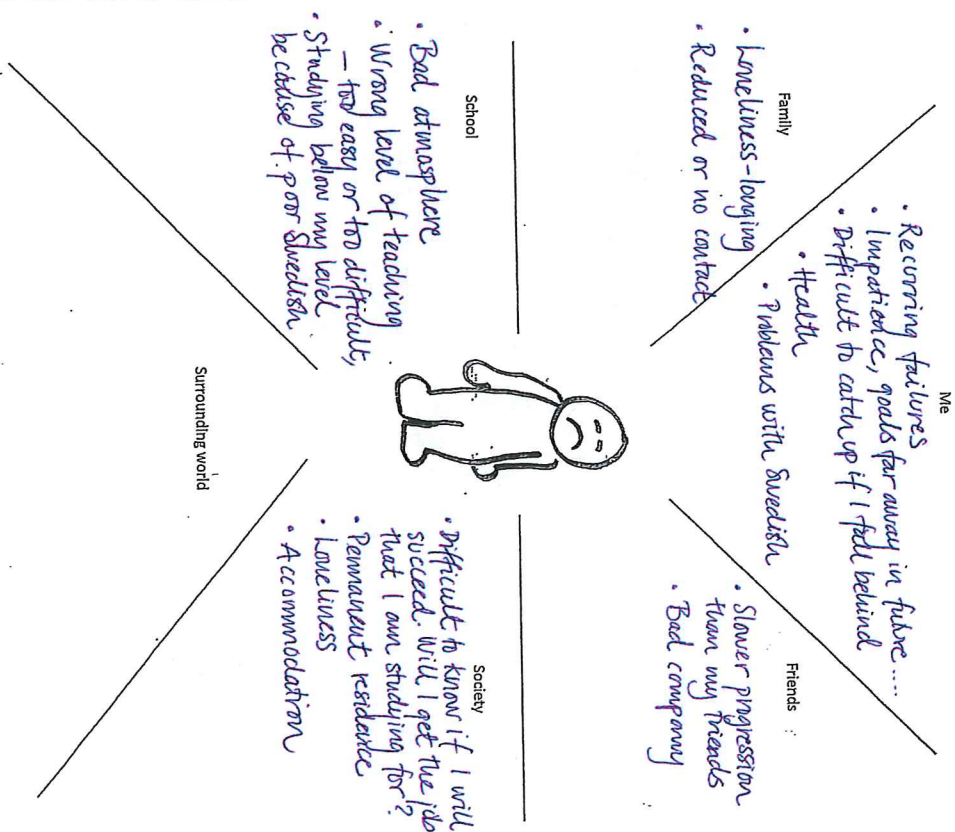 Me
• Recurring failures
• Impatience, goals far away in future.....
• Difficult to catch up if I fall behind
• Health
• Problems with Swedish
Family
• Loneliness-longing
• Reduced or no contact
Friends
• Slower progression
than my friends
• Bad company
School
• Bad atmosphere
• Wrong level of teaching
– too easy or too difficult,
• Studying below my level
because of poor Swedish
Society
• Difficult to know if I will
succeed. Will I get the job
that I am studying for?
• Permanent residence
• Loneliness
• Accommodation
Surrounding world